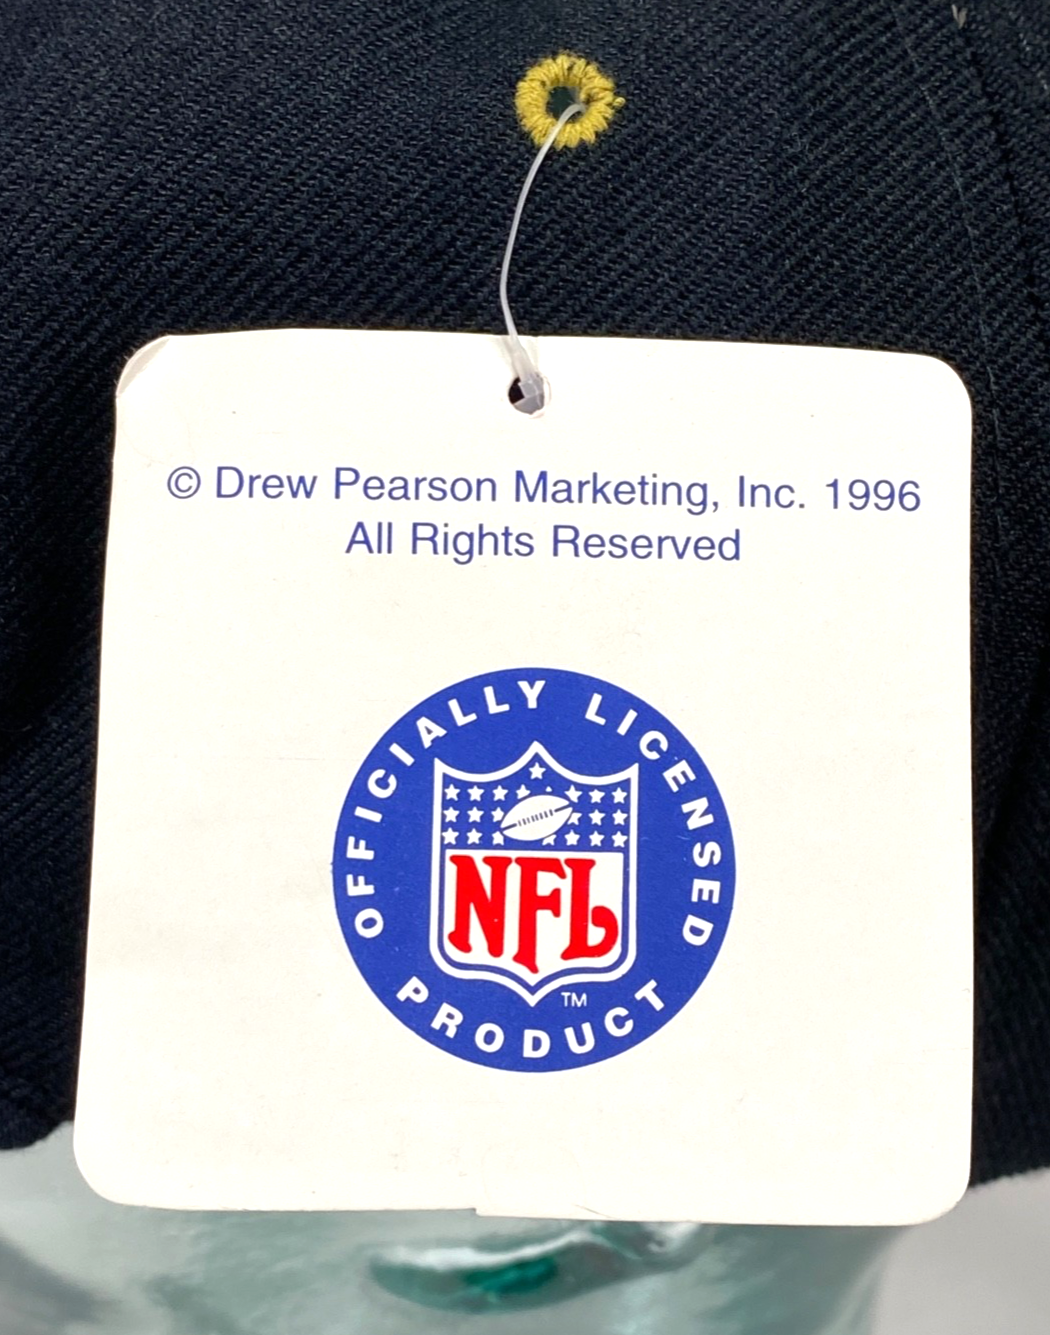 © Drew Pearson Marketing, Inc. 1996
All Rights Reserved
OFFICIALLY LICENSED
NFL
TM
PRODUCT